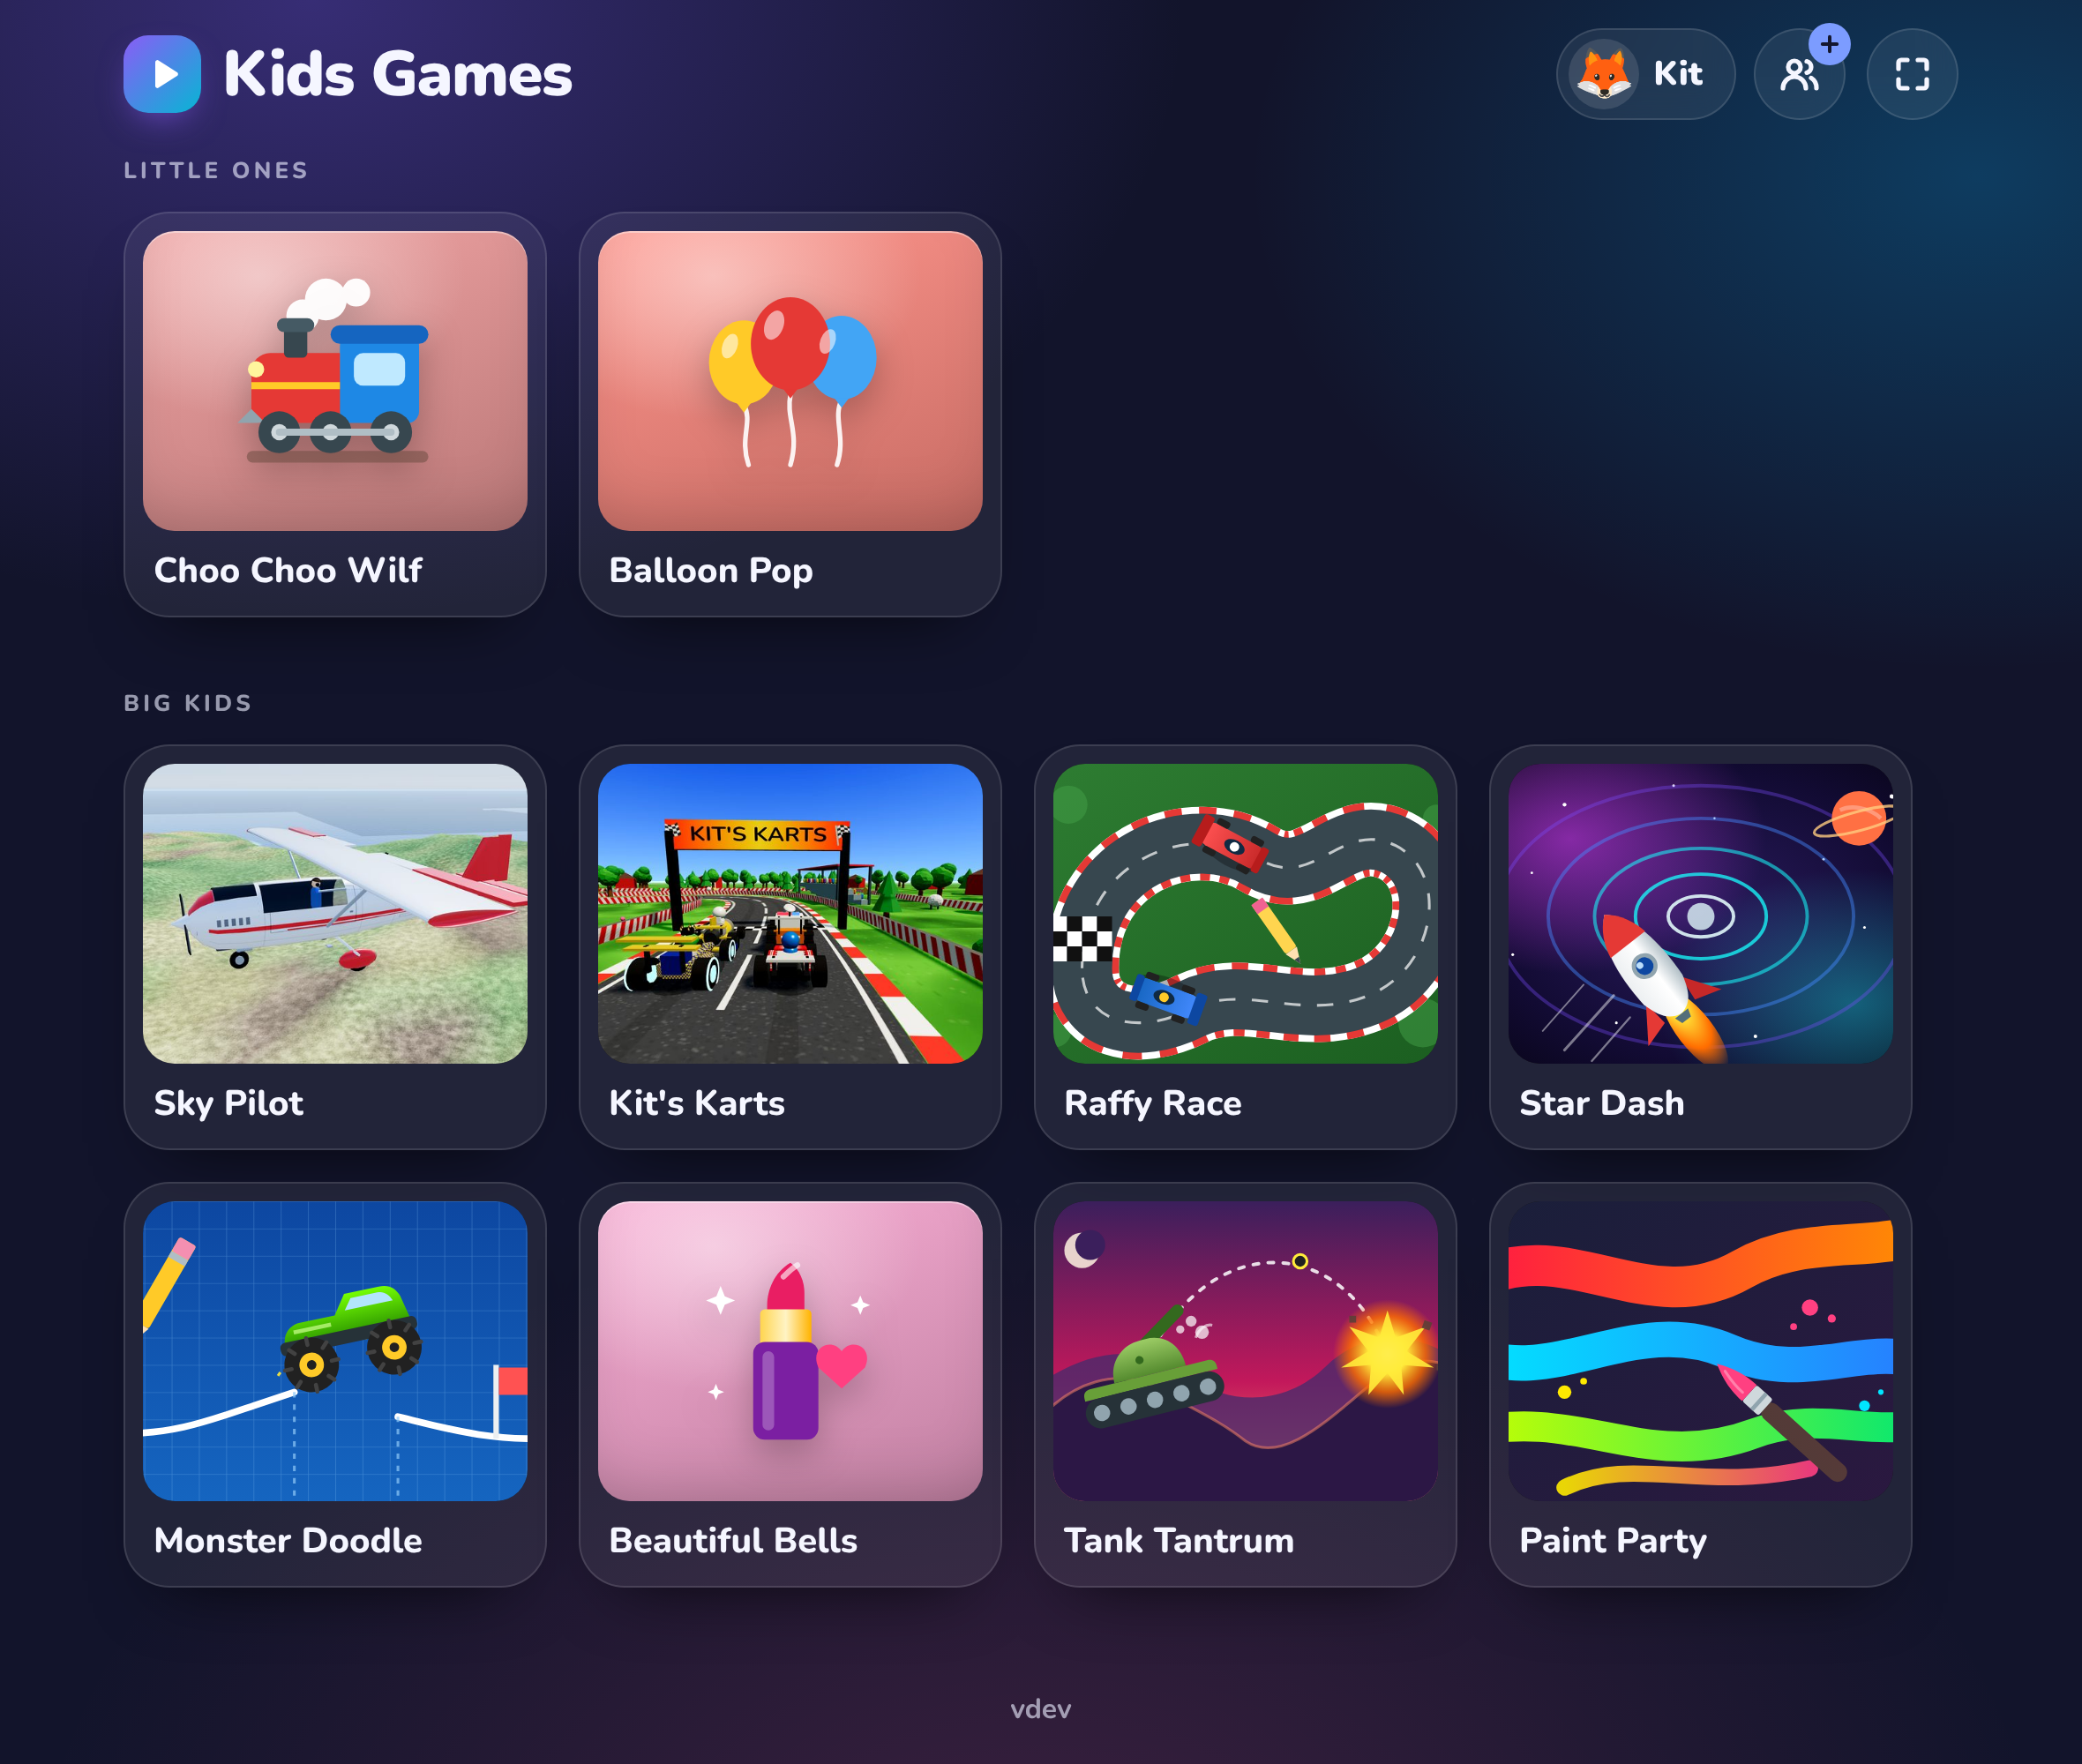 Kids Games
Kit
+
LITTLE ONES
Choo Choo Wilf
Balloon Pop
BIG KIDS
KIT'S KARTS
Sky Pilot
Kit's Karts
Raffy Race
Star Dash
Monster Doodle
Beautiful Bells
Tank Tantrum
Paint Party
vdev